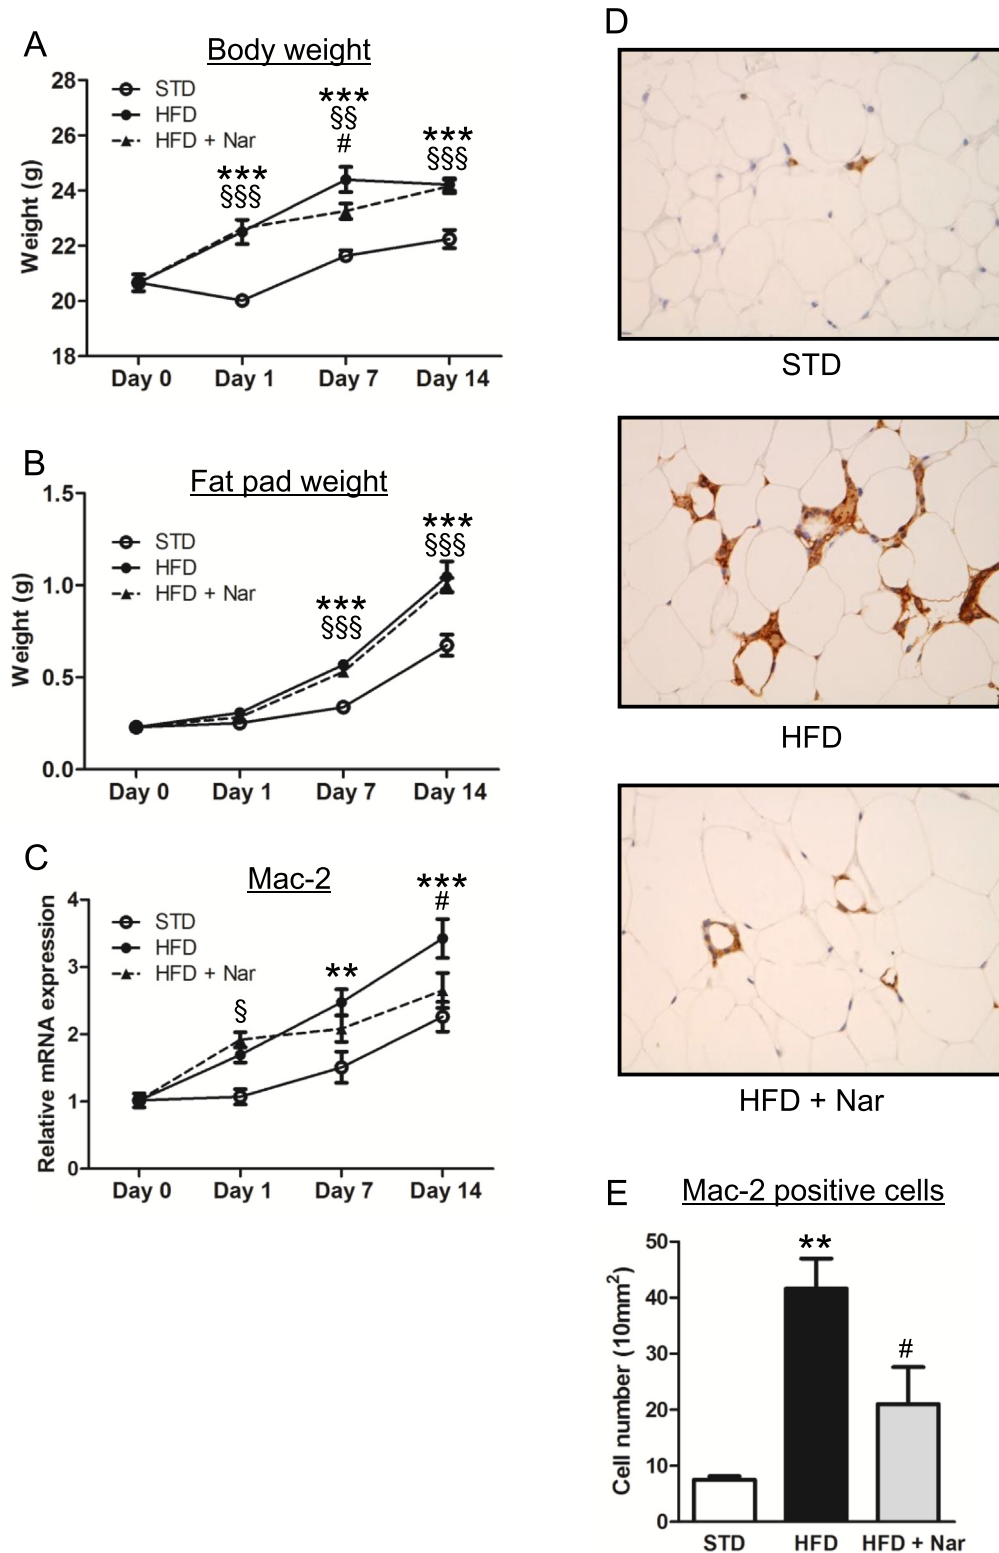 A
Body weight
28
26
24
22
20
18
Weight (g)
STD
HFD
HFD + Nar
***
§§§
***
§§
#
***
§§§
Day 0 Day 1 Day 7 Day 14
B
Fat pad weight
1.5
1.0
0.5
0.0
Weight (g)
STD
HFD
HFD + Nar
***
§§§
***
§§§
Day 0 Day 1 Day 7 Day 14
C
Mac-2
4
3
2
1
0
Relative mRNA expression
STD
HFD
HFD + Nar
§
**
***
#
Day 0 Day 1 Day 7 Day 14
D
STD
HFD
HFD + Nar
E
Mac-2 positive cells
50
40
30
20
10
0
Cell number (10mm²)
**
#
STD HFD HFD + Nar